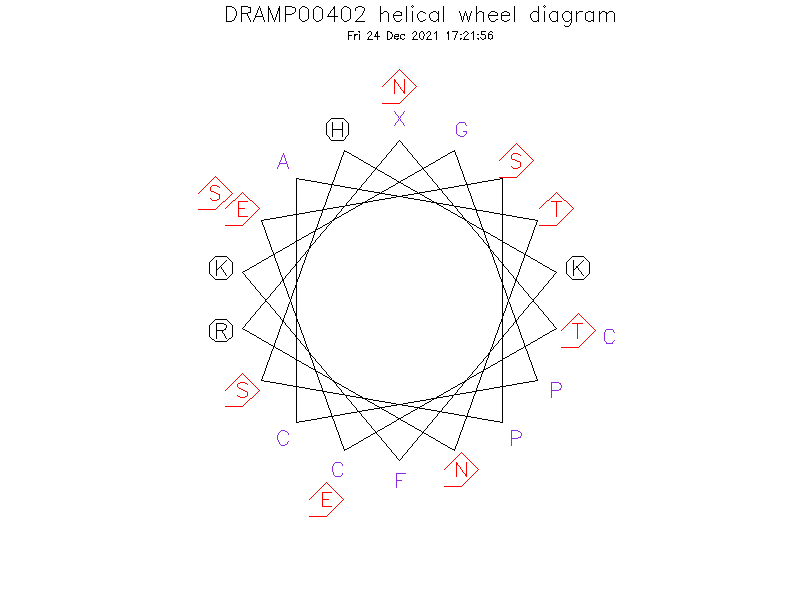 DRAMP00402 helical wheel diagram
Fri 24 Dec 2021 17:21:56
N
H X G
A S
S E T
K K
R T C
S P
C P
C F N
E